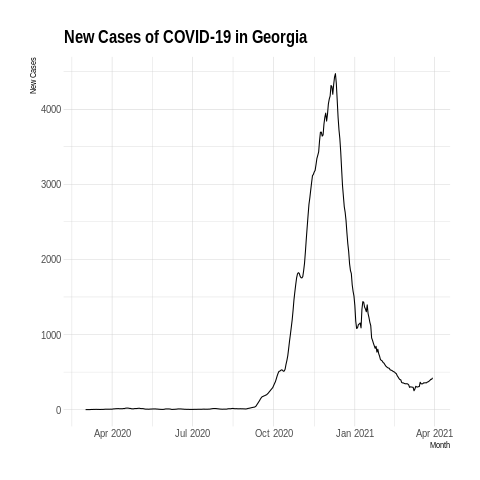 New Cases of COVID-19 in Georgia
New Cases
4000
3000
2000
1000
0
Apr 2020 Jul 2020 Oct 2020 Jan 2021 Apr 2021
Month